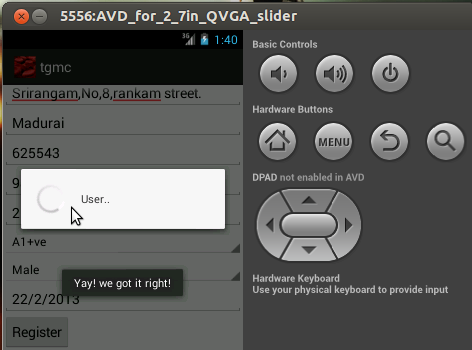 5556:AVD_for_2_7in_QVGA_slider
3G 1:40
tgmc
Srirangam,No,8,rankam street.
Madurai
625543
9
2
User..
A1+ve
Male
Yay! we got it right!
22/2/2013
Register
Basic Controls
Hardware Buttons
MENU
DPAD not enabled in AVD
Hardware Keyboard
Use your physical keyboard to provide input